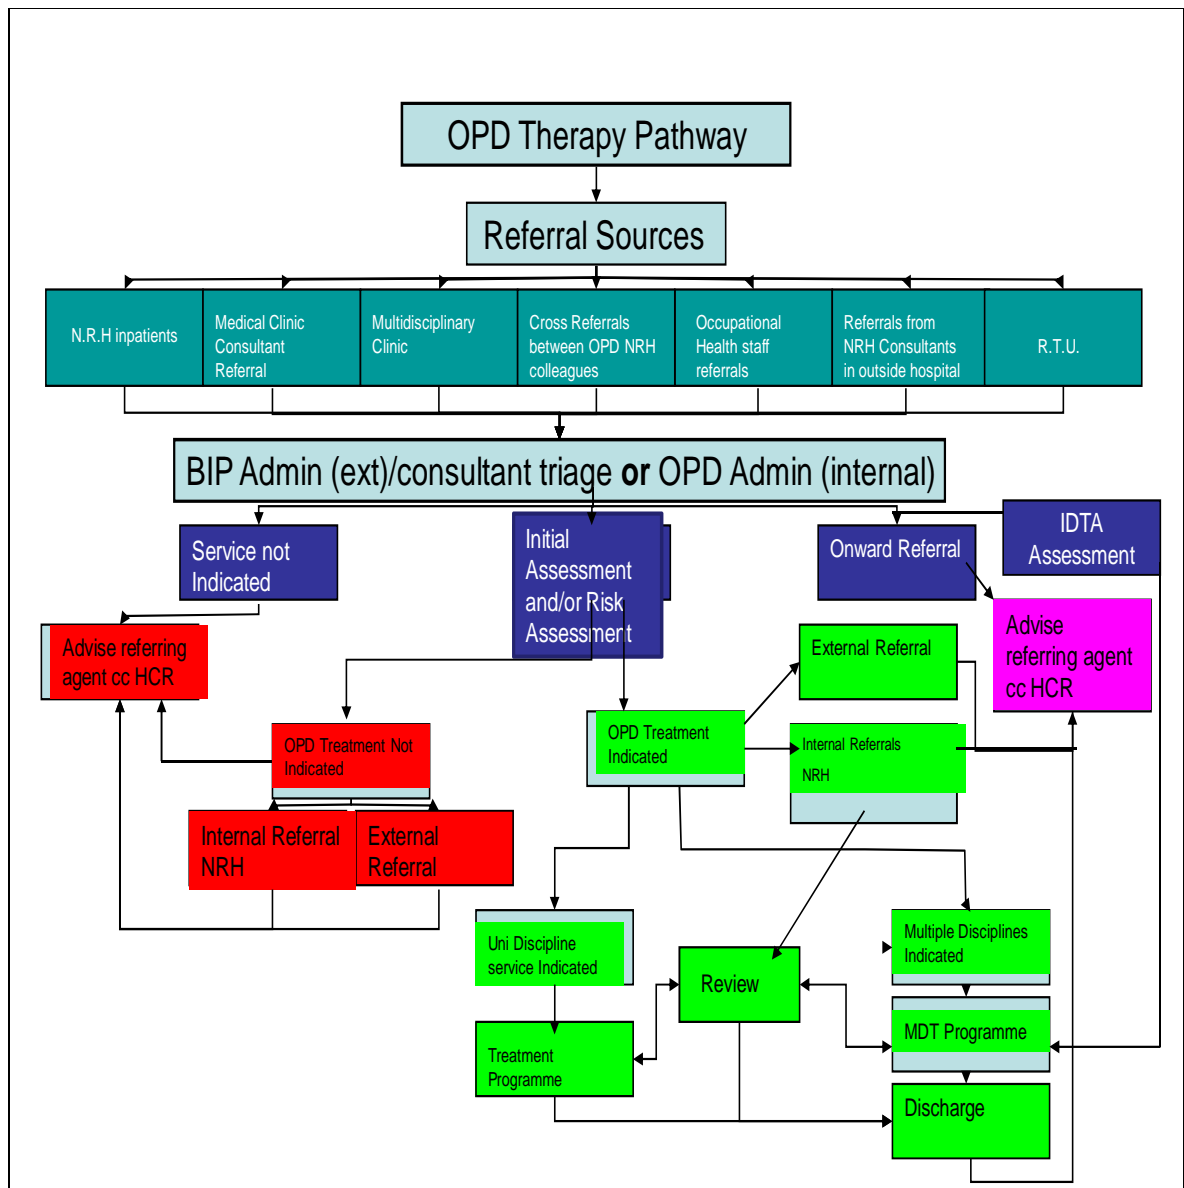 OPD Therapy Pathway
Referral Sources
N.R.H inpatients
Medical Clinic
Consultant
Referral
Multidisciplinary
Clinic
Cross Referrals
between OPD NRH
colleagues
Occupational
Health staff
referrals
Referrals from
NRH Consultants
in outside hospital
R.T.U.
BIP Admin (ext)/consultant triage or OPD Admin (internal)
Service not
Indicated
Initial
Assessment
and/or Risk
Assessment
Onward Referral
IDTA
Assessment
Advise referring
agent cc HCR
External Referral
Advise
referring agent
cc HCR
OPD Treatment Not
Indicated
OPD Treatment
Indicated
Internal Referrals
NRH
Internal Referral
NRH
External
Referral
Uni Discipline
service Indicated
Review
Multiple Disciplines
Indicated
MDT Programme
Treatment
Programme
Discharge